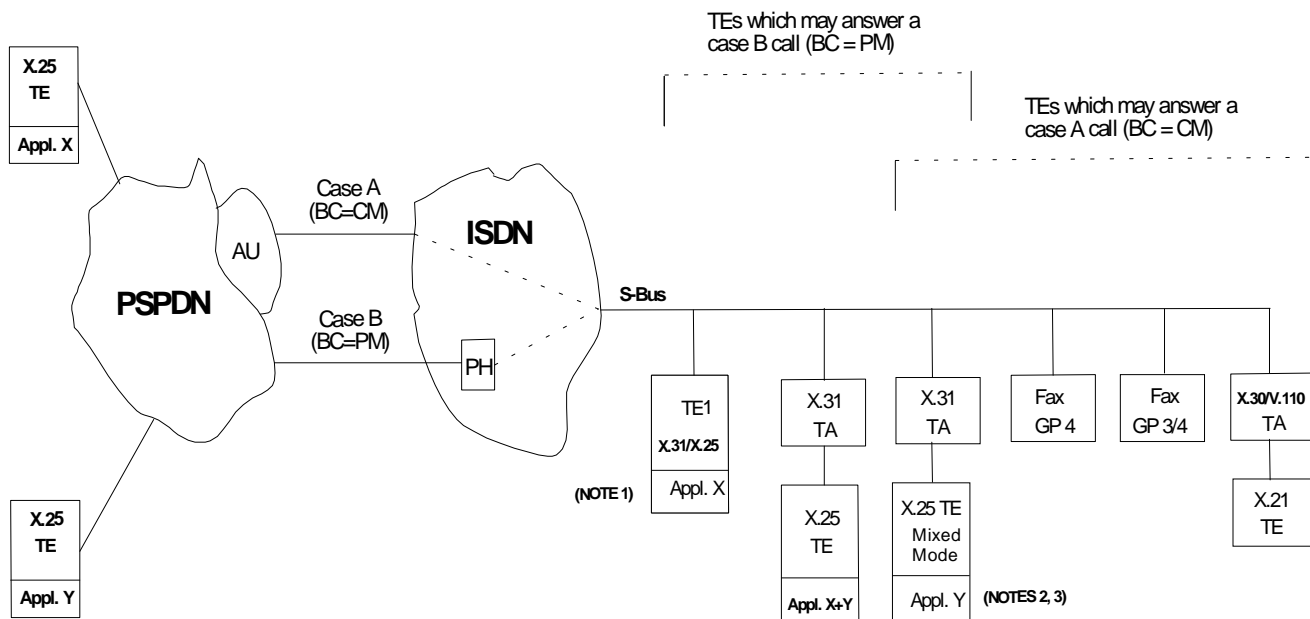 TEs which may answer a
case B call (BC = PM)
TEs which may answer a
case A call (BC = CM)
X.25
TE
Appl. X
Case A
(BC=CM)
AU
ISDN
PSPDN
S-Bus
Case B
(BC=PM)
PH
TE1
X.31/X.25
Appl. X
(NOTE 1)
X.31
TA
X.25
TE
Appl. X+Y
X.31
TA
X.25 TE
Mixed
Mode
Appl. Y
(NOTES 2, 3)
Fax
GP 4
Fax
GP 3/4
X.30/V.110
TA
X.21
TE
X.25
TE
Appl. Y